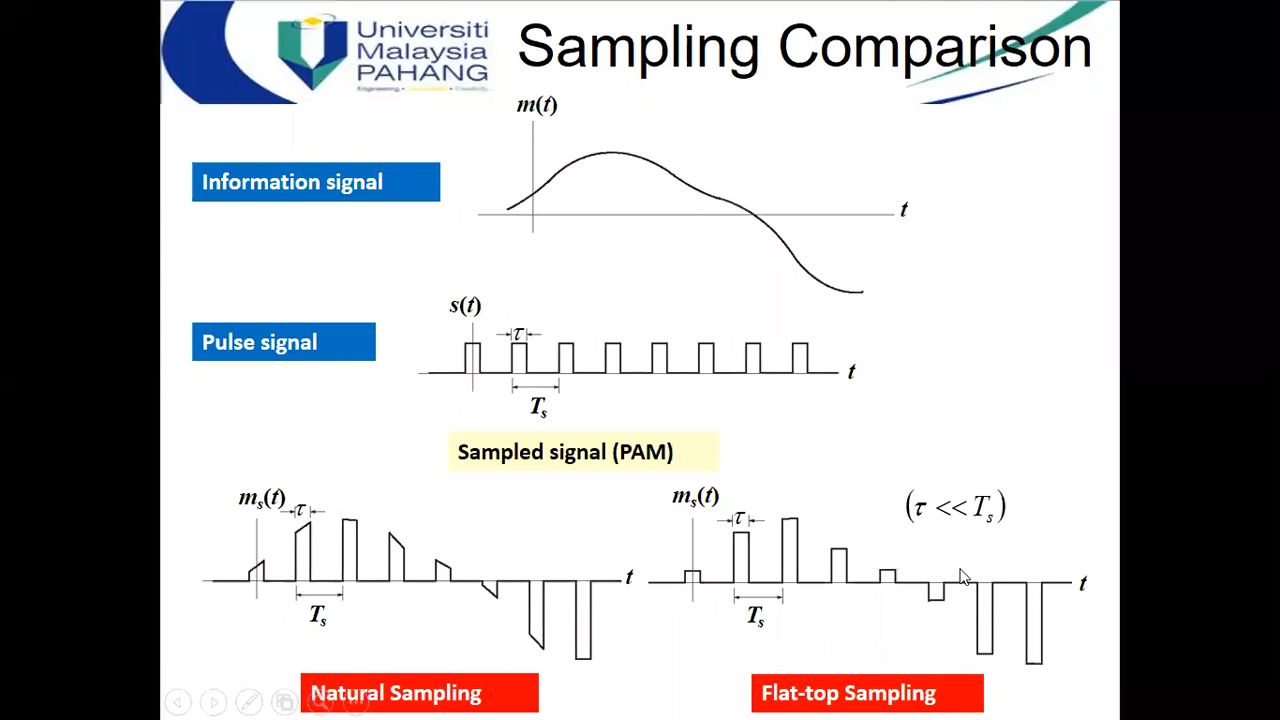 Universiti
Malaysia
PAHANG
Sampling Comparison
m(t)
Information signal
t
s(t)
τ
Pulse signal
t
Ts
Sampled signal (PAM)
ms(t)
τ
t
Ts
Natural Sampling
ms(t)
τ
(τ << Ts)
t
Ts
Flat-top Sampling